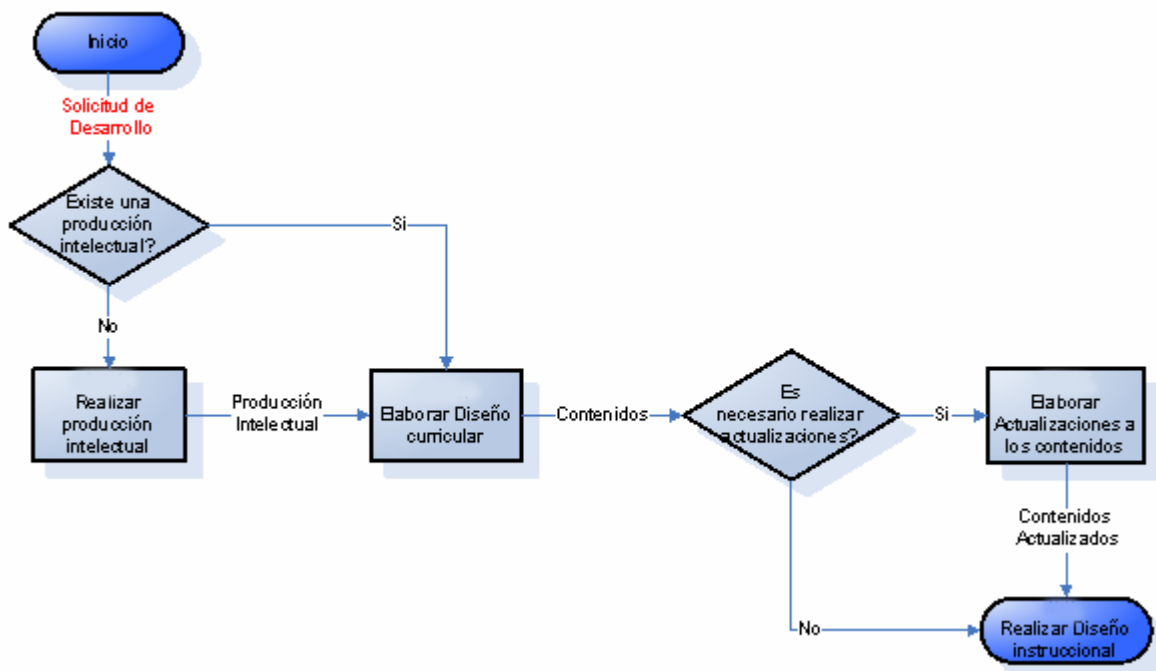 Inicio
Solicitud de
Desarrollo
Existe una
producción
intelectual?
Si
No
Realizar
producción
intelectual
Producción
Intelectual
Elaborar Diseño
curricular
Contenidos
Es
necesario realizar
actualizaciones?
Si
Elaborar
Actualizaciones a
los contenidos
Contenidos
Actualizados
No
Realizar Diseño
instruccional